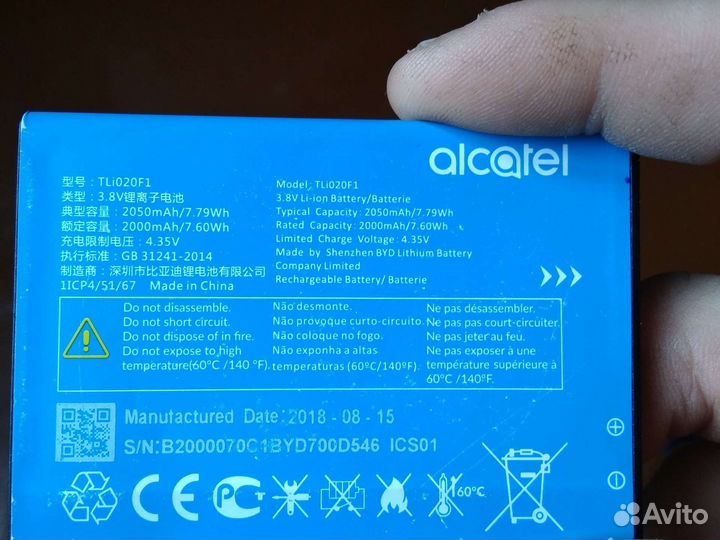 alcatel
型号: TLi020F1
类型: 3.8V锂离子电池
典型容量: 2050mAh/7.79Wh
额定容量: 2000mAh/7.60Wh
充电限制电压: 4.35V
执行标准: GB 31241-2014
制造商: 深圳市比亚迪锂电池有限公司
1ICP4/51/67 Made in China
Model: TLi020F1
3.8V Li-ion Battery/Batterie
Typical Capacity: 2050mAh/7.79Wh
Rated Capacity: 2000mAh/7.60Wh
Limited Charge Voltage: 4.35V
Made by Shenzhen BYD Lithium Battery
Company Limited
Rechargeable Battery/ Batterie
Do not disassemble.
Do not short circuit.
Do not dispose of in fire.
Do not expose to high
temperature(60°C /140 °F).
Não desmonte.
Não provoque curto-circuito.
Não coloque no fogo.
Não exponha a altas
temperaturas (60ºC/140ºF).
Ne pas désassembler.
Ne pas court-circuiter.
Ne pas jeter au feu.
Ne pas exposer à une
température supérieure à
60°C /140°F.
Manufactured Date: 2018-08-15
S/N:B2000070C1BYD700D546 ICS01
CE PCT 60°C
Avito